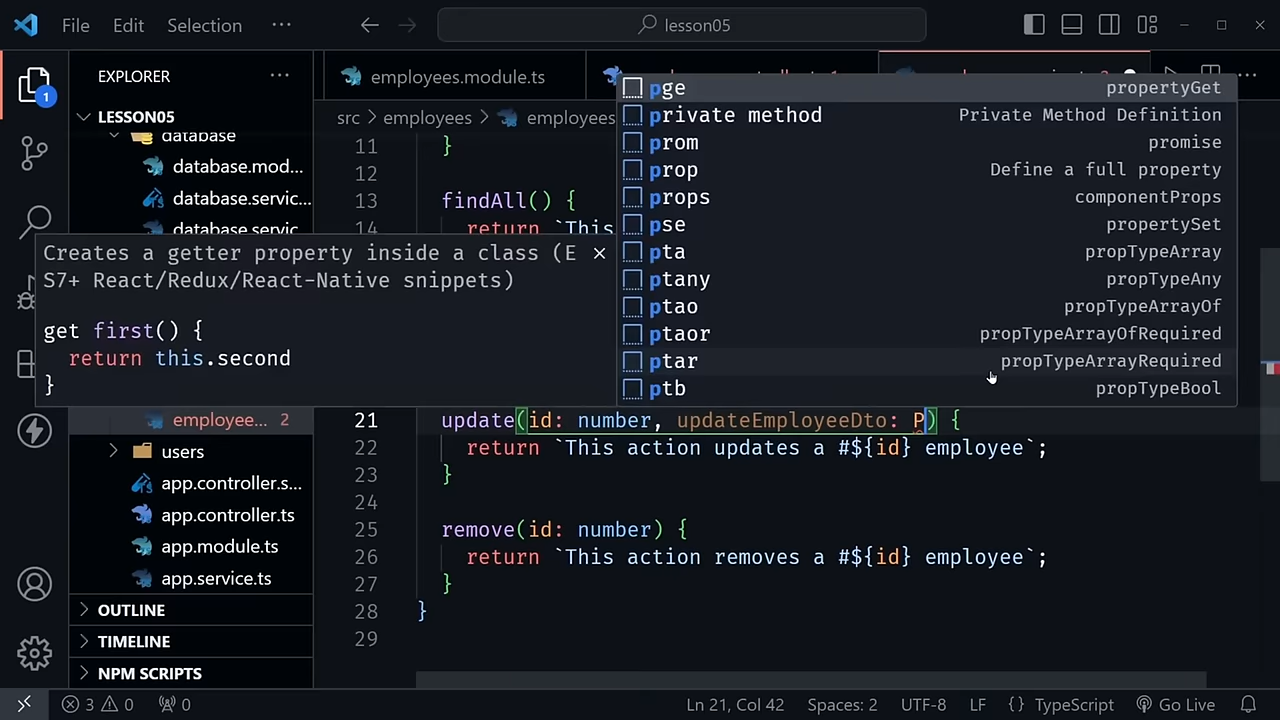 File Edit Selection ··· lesson05
EXPLORER ···
employees.module.ts
LESSON05
src > employees > employees
database
database.mod...
database.servic...
database.servic
employee... 2
users
app.controller.s...
app.controller.ts
app.module.ts
app.service.ts
OUTLINE
TIMELINE
NPM SCRIPTS
1
pge propertyGet
private method Private Method Definition
prom promise
prop Define a full property
props componentProps
pse propertySet
pta propTypeArray
ptany propTypeAny
ptao propTypeArrayOf
ptaor propTypeArrayOfRequired
ptar propTypeArrayRequired
ptb propTypeBool
Creates a getter property inside a class (E
S7+ React/Redux/React-Native snippets)
get first() {
return this.second
}
11 }
12
13 findAll() {
14 return `This
21 update(id: number, updateEmployeeDto: P) {
22 return `This action updates a #${id} employee`;
23 }
24
25 remove(id: number) {
26 return `This action removes a #${id} employee`;
27 }
28 }
29
3 0 0 Ln 21, Col 42 Spaces: 2 UTF-8 LF {} TypeScript Go Live